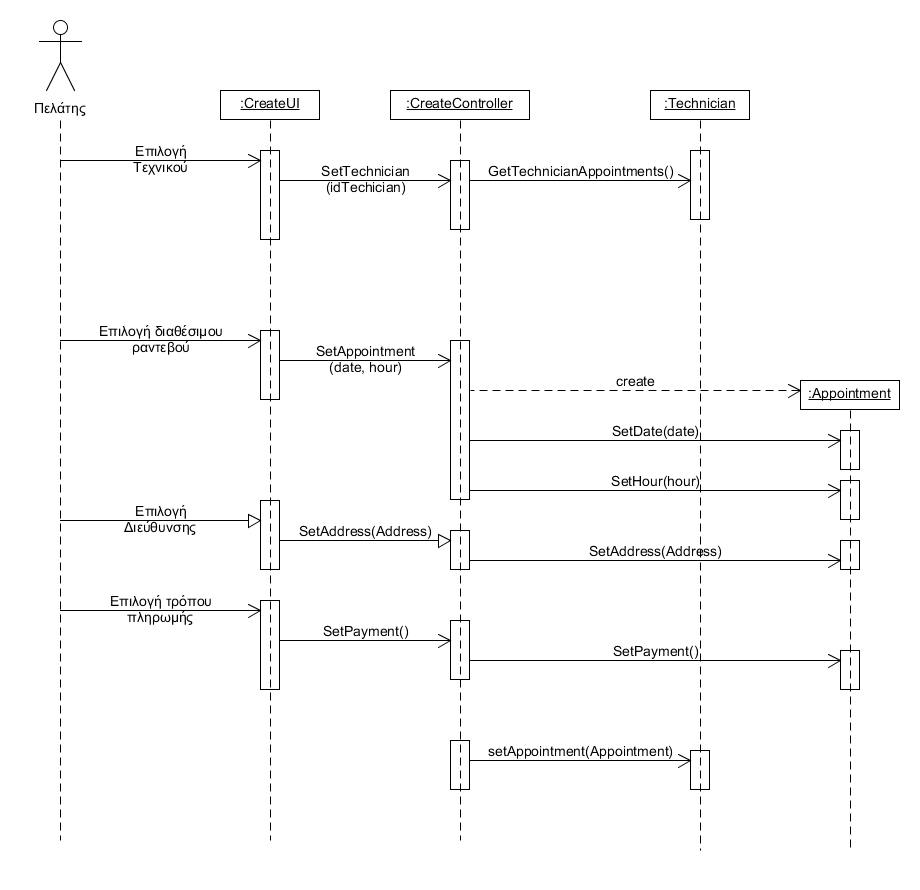 Πελάτης
:CreateUI
:CreateController
:Technician
Επιλογή
Τεχνικού
SetTechnician
(idTechician)
GetTechnicianAppointments()
Επιλογή διαθέσιμου
ραντεβού
SetAppointment
(date, hour)
create
:Appointment
SetDate(date)
SetHour(hour)
Επιλογή
Διεύθυνσης
SetAddress(Address)
SetAddress(Address)
Επιλογή τρόπου
πληρωμής
SetPayment()
SetPayment()
setAppointment(Appointment)